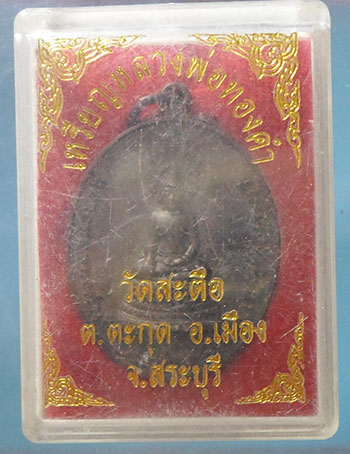 เหรียญหลวงพ่อทองคำ
วัดสะตือ
ต.ตะกุด อ.เมือง
จ.สระบุรี